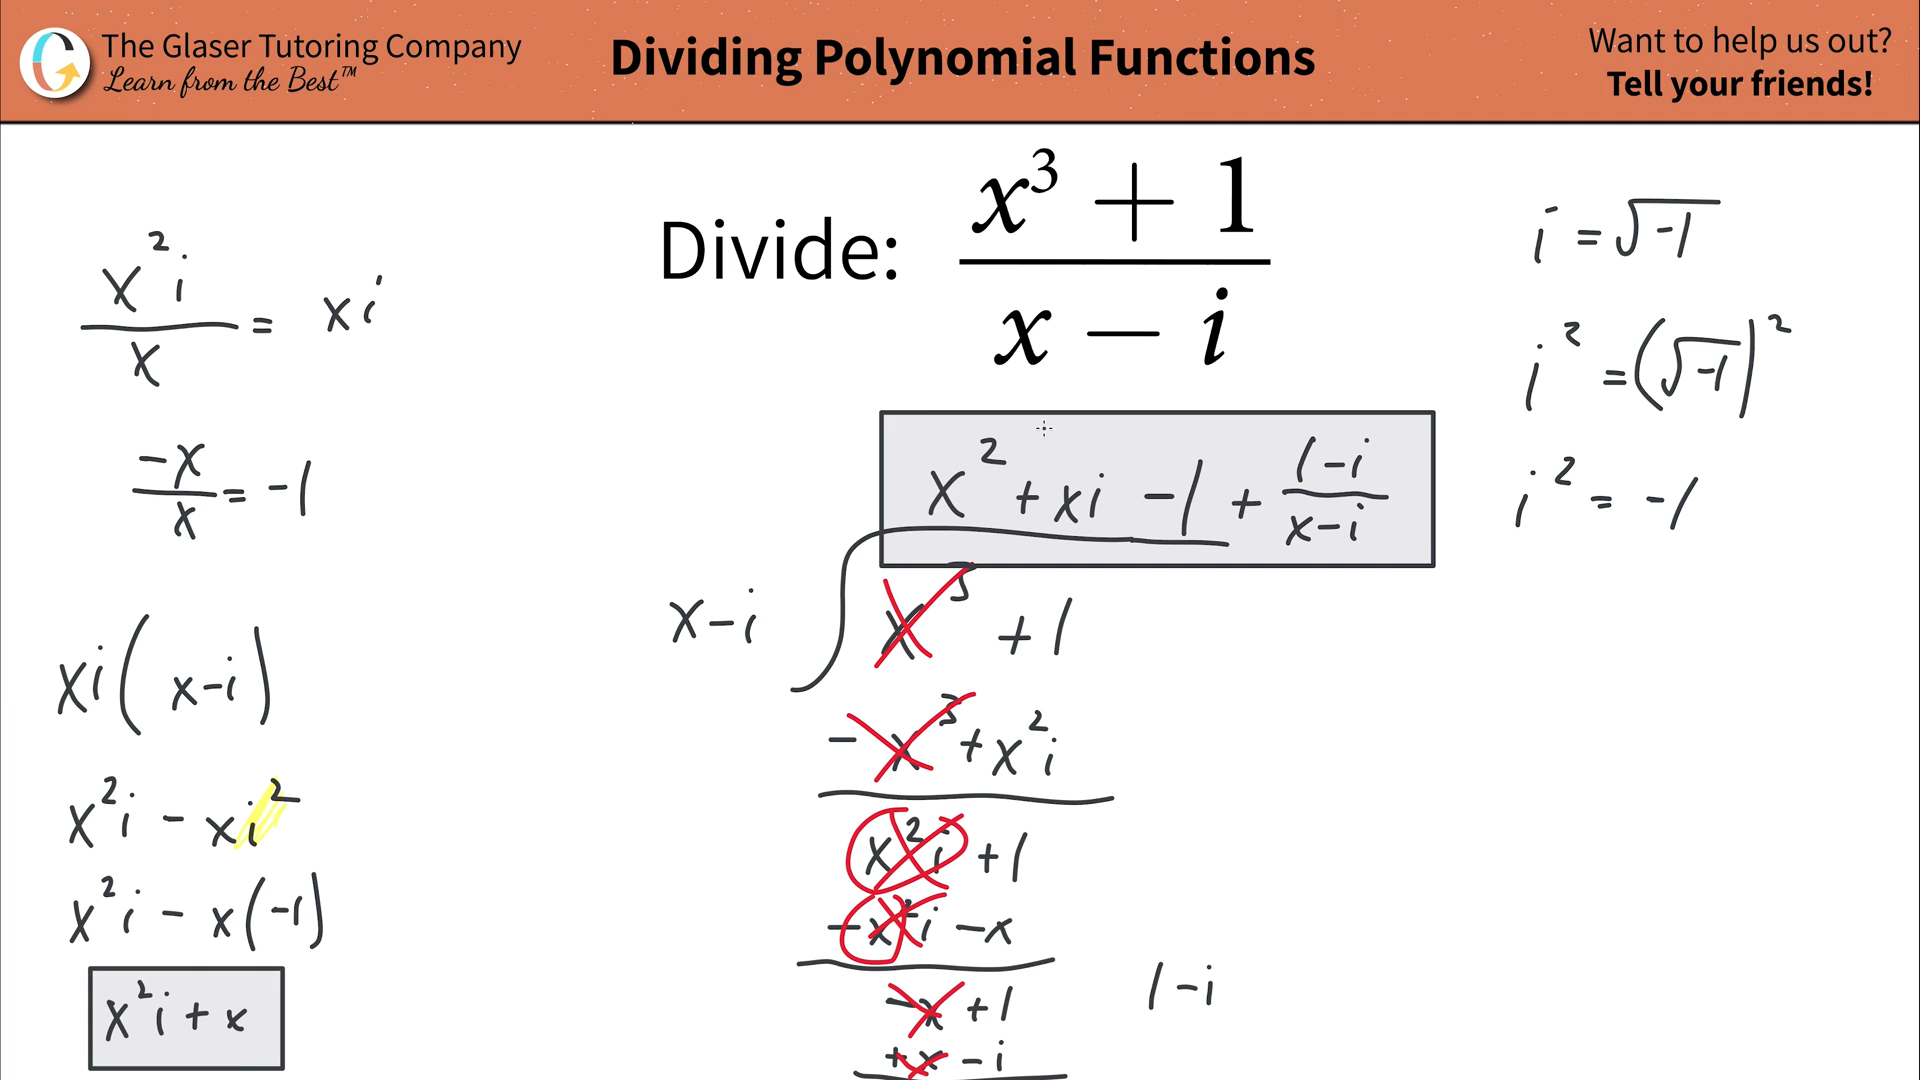 The Glaser Tutoring Company
Learn from the Best™
Dividing Polynomial Functions
Want to help us out?
Tell your friends!
Divide: (x³ + 1)/(x − i)
x²i/x = xi
−x/x = −1
xi(x−i)
x²i − xi²
x²i − x(−1)
x²i + x
x² + xi − 1 + (1−i)/(x−i)
x−i
x³ + 1
− x³ + x²i
x²i + 1
− x²i − x
−x + 1
+x − i
1−i
i = √−1
i² = (√−1)²
i² = −1